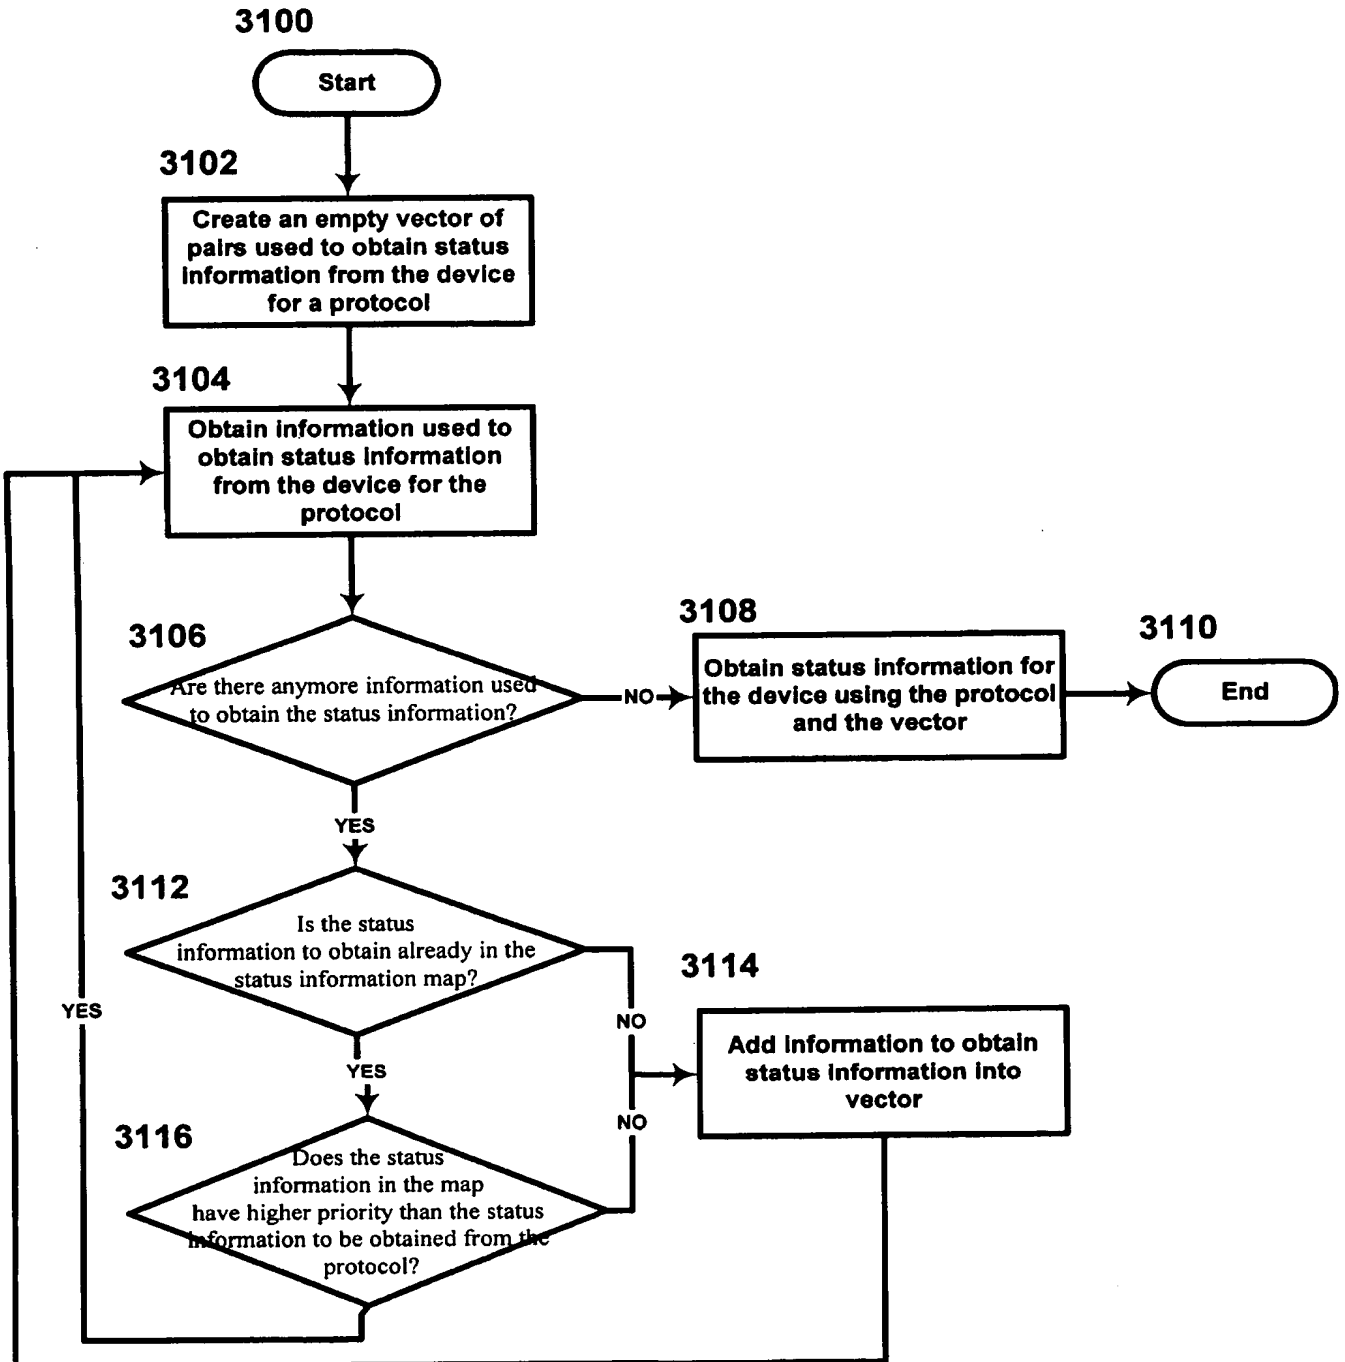 3100
Start
3102
Create an empty vector of
pairs used to obtain status
information from the device
for a protocol
3104
Obtain information used to
obtain status information
from the device for the
protocol
3106
Are there anymore information used
to obtain the status information?
NO
3108
Obtain status information for
the device using the protocol
and the vector
3110
End
YES
3112
Is the status
information to obtain already in the
status information map?
NO
3114
Add information to obtain
status information into
vector
YES
3116
Does the status
information in the map
have higher priority than the status
information to be obtained from the
protocol?
NO
YES